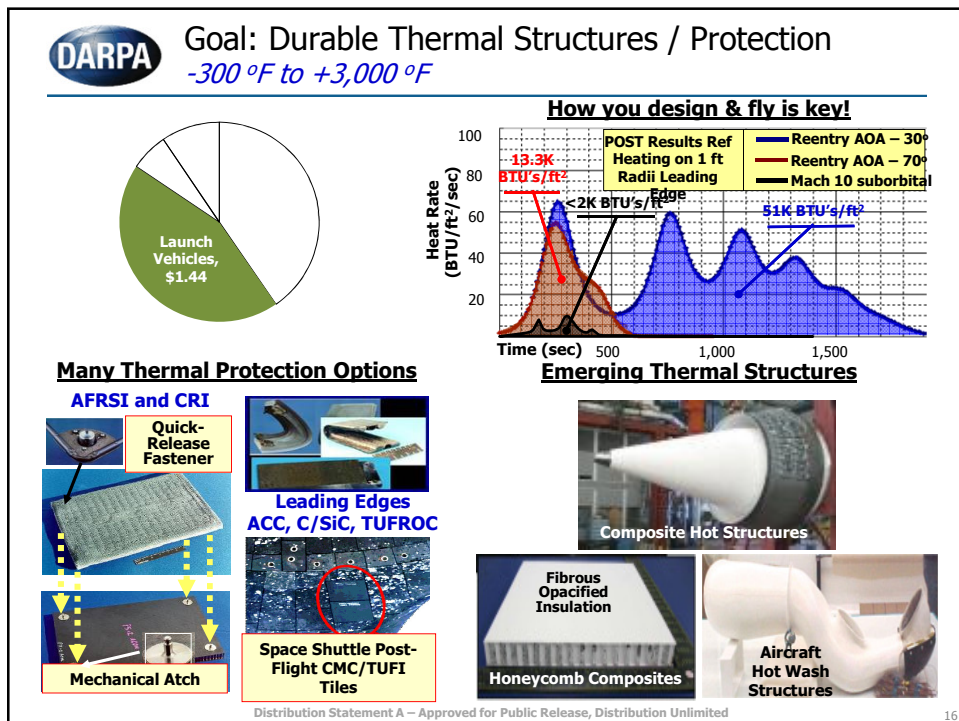 DARPA
Goal: Durable Thermal Structures / Protection
-300 ºF to +3,000 ºF
Launch
Vehicles,
$1.44
How you design & fly is key!
Heat Rate
(BTU/ft²/sec)
100
80
60
40
20
13.3K
BTU's/ft²
POST Results Ref
Heating on 1 ft
Radii Leading
Edge
<2K BTU's/ft²
Reentry AOA – 30º
Reentry AOA – 70º
Mach 10 suborbital
51K BTU's/ft²
Time (sec)
500
1,000
1,500
Many Thermal Protection Options
AFRSI and CRI
Quick-
Release
Fastener
Mechanical Atch
Leading Edges
ACC, C/SiC, TUFROC
Space Shuttle Post-
Flight CMC/TUFI
Tiles
Emerging Thermal Structures
Composite Hot Structures
Fibrous
Opacified
Insulation
Honeycomb Composites
Aircraft
Hot Wash
Structures
Distribution Statement A – Approved for Public Release, Distribution Unlimited
16